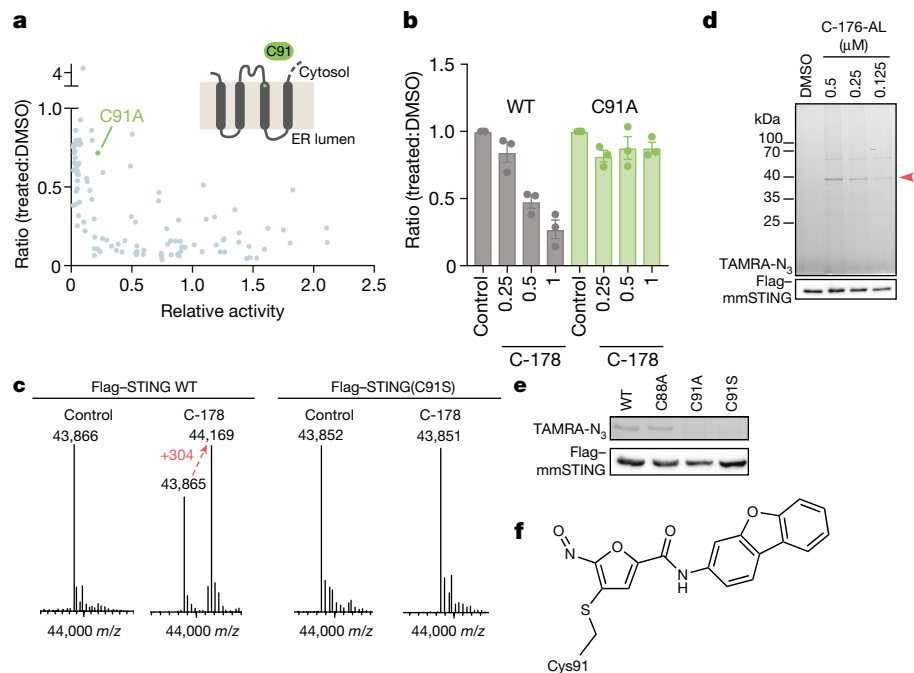 a
Ratio (treated:DMSO)
4
3
1.0
0.5
0
0
0.5
1.0
1.5
2.0
2.5
Relative activity
C91A
C91
Cytosol
ER lumen
b
Ratio (treated:DMSO)
1.5
1.0
0.5
0
WT
C91A
Control
0.25
0.5
1
Control
0.25
0.5
1
C-178
C-178
c
Flag–STING WT
Flag–STING(C91S)
Control
C-178
Control
C-178
43,866
44,169
43,852
43,851
+304
43,865
44,000 m/z
44,000 m/z
44,000 m/z
44,000 m/z
d
C-176-AL
(μM)
DMSO
0.5
0.25
0.125
kDa
100
70
40
35
25
TAMRA-N3
Flag–
mmSTING
e
WT
C88A
C91A
C91S
TAMRA-N3
Flag–
mmSTING
f
O
N
O
O
N
H
O
S
Cys91